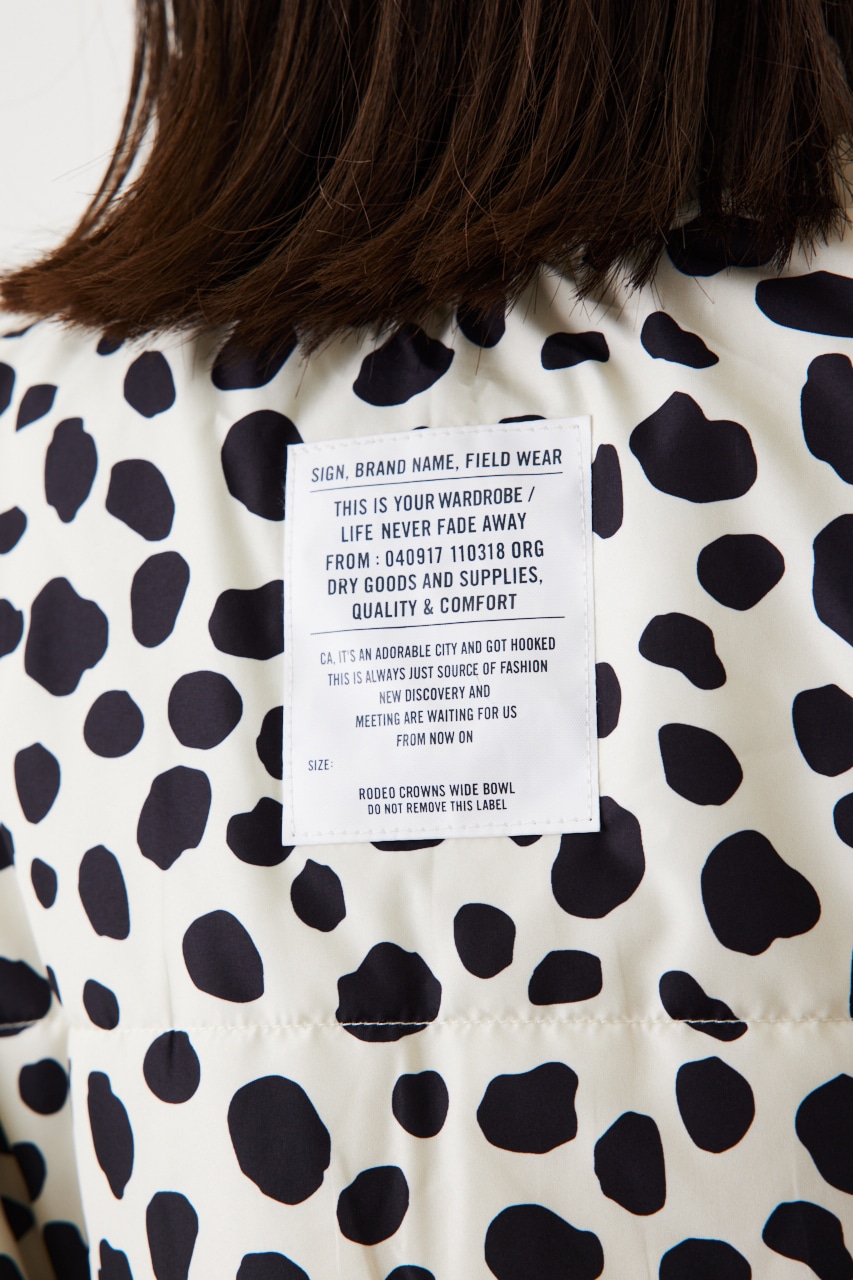 SIGN, BRAND NAME, FIELD WEAR
THIS IS YOUR WARDROBE /
LIFE NEVER FADE AWAY
FROM : 040917 110318 ORG
DRY GOODS AND SUPPLIES,
QUALITY & COMFORT
CA, IT'S AN ADORABLE CITY AND GOT HOOKED
THIS IS ALWAYS JUST SOURCE OF FASHION
NEW DISCOVERY AND
MEETING ARE WAITING FOR US
FROM NOW ON
SIZE:
RODEO CROWNS WIDE BOWL
DO NOT REMOVE THIS LABEL